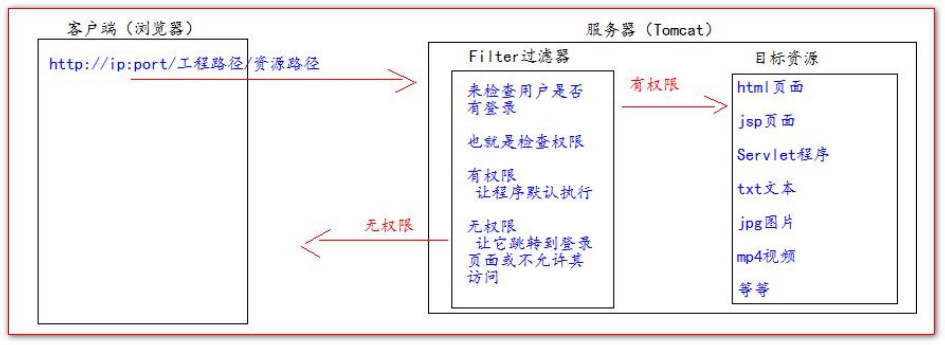 客户端（浏览器）
http://ip:port/工程路径/资源路径
服务器（Tomcat）
Filter过滤器
来检查用户是否
有登录
也就是检查权限
有权限
让程序默认执行
无权限
让它跳转到登录
页面或不允许其
访问
有权限
无权限
目标资源
html页面
jsp页面
Servlet程序
txt文本
jpg图片
mp4视频
等等